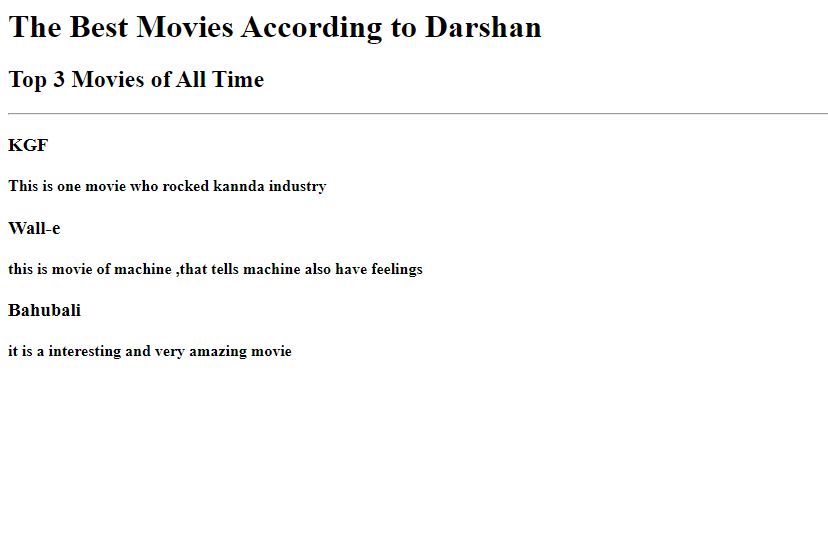 The Best Movies According to Darshan
Top 3 Movies of All Time
KGF
This is one movie who rocked kannda industry
Wall-e
this is movie of machine ,that tells machine also have feelings
Bahubali
it is a interesting and very amazing movie